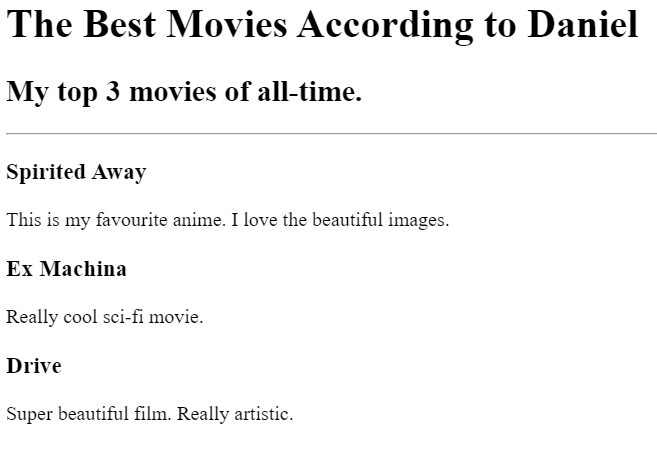 The Best Movies According to Daniel
My top 3 movies of all-time.
Spirited Away
This is my favourite anime. I love the beautiful images.
Ex Machina
Really cool sci-fi movie.
Drive
Super beautiful film. Really artistic.